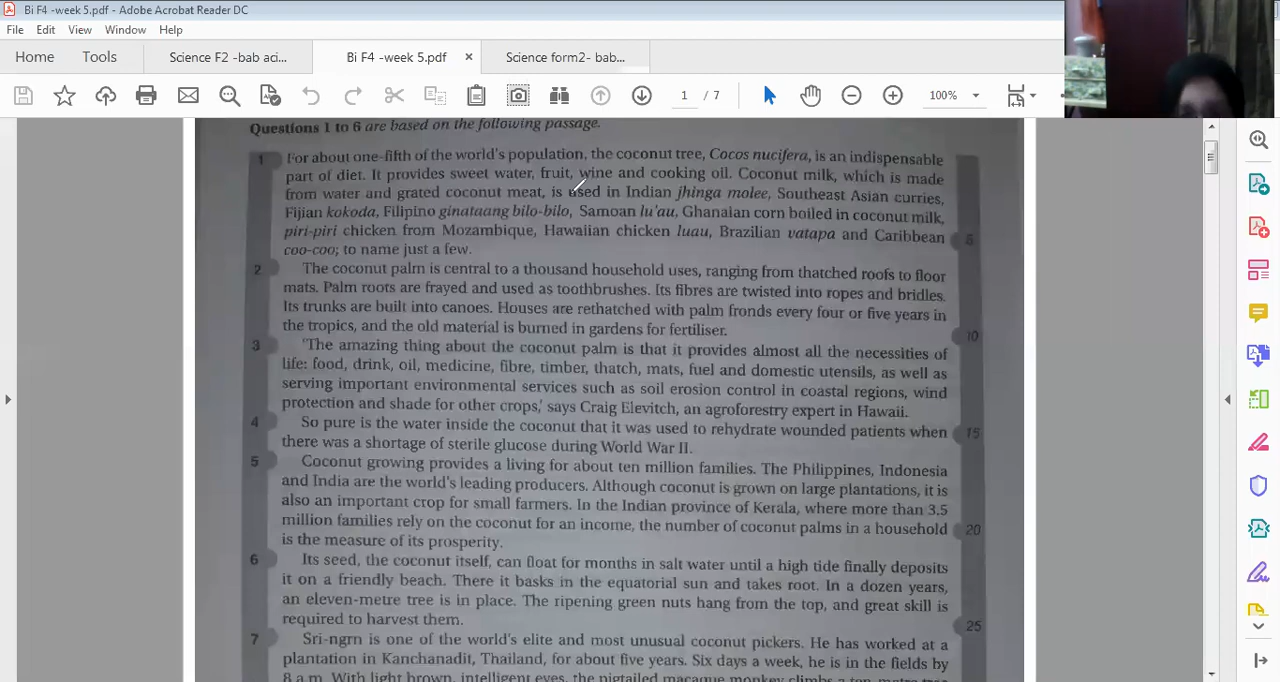 Bi F4 -week 5.pdf - Adobe Acrobat Reader DC
File Edit View Window Help
Home Tools Science F2 -bab aci... Bi F4 -week 5.pdf × Science form2- bab...
1 / 7 100%
Questions 1 to 6 are based on the following passage.
1 For about one-fifth of the world's population, the coconut tree, Cocos nucifera, is an indispensable
part of diet. It provides sweet water, fruit, wine and cooking oil. Coconut milk, which is made
from water and grated coconut meat, is used in Indian jhinga molee, Southeast Asian curries,
Fijian kokoda, Filipino ginataang bilo-bilo, Samoan lu'au, Ghanaian corn boiled in coconut milk,
piri-piri chicken from Mozambique, Hawaiian chicken luau, Brazilian vatapa and Caribbean 5
coo-coo; to name just a few.
2 The coconut palm is central to a thousand household uses, ranging from thatched roofs to floor
mats. Palm roots are frayed and used as toothbrushes. Its fibres are twisted into ropes and bridles.
Its trunks are built into canoes. Houses are rethatched with palm fronds every four or five years in
the tropics, and the old material is burned in gardens for fertiliser. 10
3 'The amazing thing about the coconut palm is that it provides almost all the necessities of
life: food, drink, oil, medicine, fibre, timber, thatch, mats, fuel and domestic utensils, as well as
serving important environmental services such as soil erosion control in coastal regions, wind
protection and shade for other crops,' says Craig Elevitch, an agroforestry expert in Hawaii.
4 So pure is the water inside the coconut that it was used to rehydrate wounded patients when 15
there was a shortage of sterile glucose during World War II.
5 Coconut growing provides a living for about ten million families. The Philippines, Indonesia
and India are the world's leading producers. Although coconut is grown on large plantations, it is
also an important crop for small farmers. In the Indian province of Kerala, where more than 3.5
million families rely on the coconut for an income, the number of coconut palms in a household 20
is the measure of its prosperity.
6 Its seed, the coconut itself, can float for months in salt water until a high tide finally deposits
it on a friendly beach. There it basks in the equatorial sun and takes root. In a dozen years,
an eleven-metre tree is in place. The ripening green nuts hang from the top, and great skill is
required to harvest them. 25
7 Sri-ngrn is one of the world's elite and most unusual coconut pickers. He has worked at a
plantation in Kanchanadit, Thailand, for about five years. Six days a week, he is in the fields by
8 a.m. With light brown, intelligent eyes, the pigtailed macaque monkey climbs a ten-metre tree